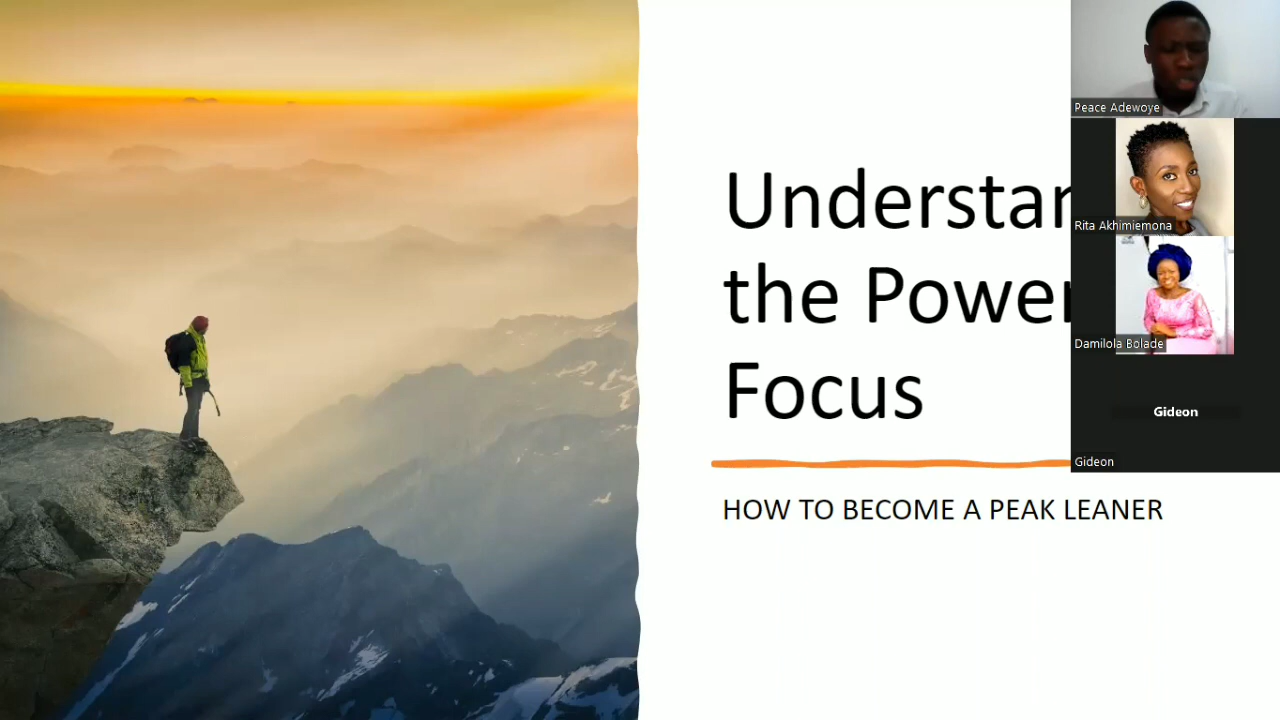 Understan
the Power
Focus
HOW TO BECOME A PEAK LEANER
Peace Adewoye
Rita Akhimiemona
Damilola Bolade
Gideon
Gideon